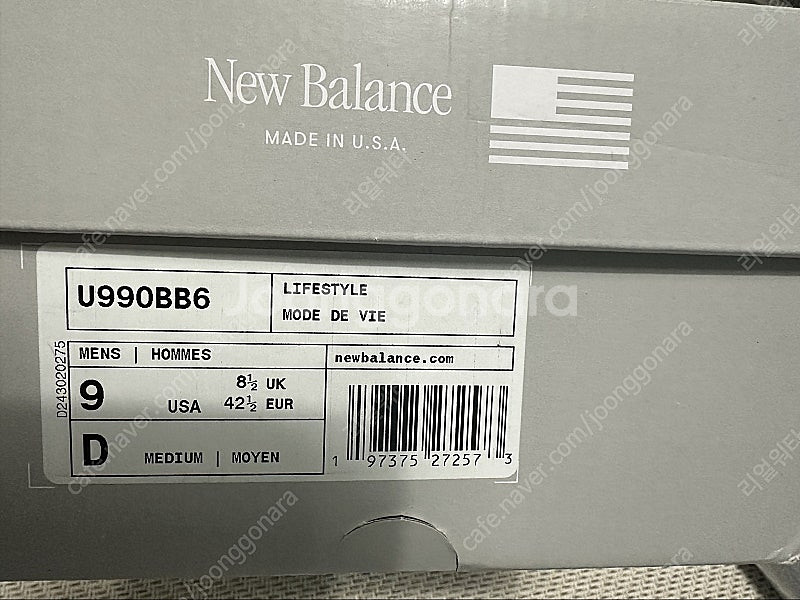 New Balance
MADE IN U.S.A.
U990BB6
LIFESTYLE
MODE DE VIE
Joonggonara
MENS | HOMMES
newbalance.com
9
USA
8½ UK
42½ EUR
D
MEDIUM | MOYEN
D243020275
1 97375 27257 3
cafe.naver.com/joonggonara